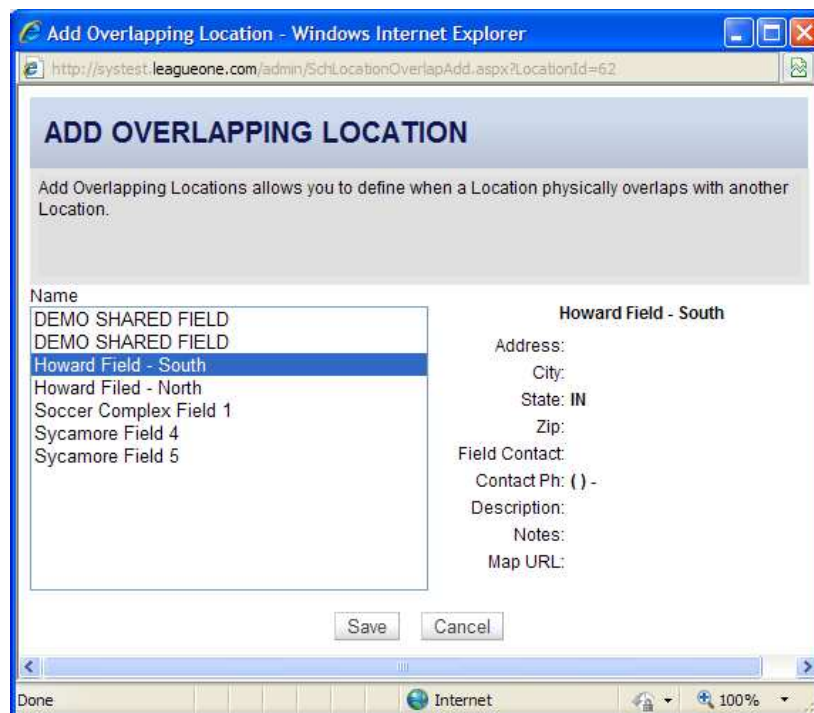 Add Overlapping Location - Windows Internet Explorer
http://systest.leagueone.com/admin/SchLocationOverlapAdd.aspx?LocationId=62
ADD OVERLAPPING LOCATION
Add Overlapping Locations allows you to define when a Location physically overlaps with another
Location.
Name
DEMO SHARED FIELD
DEMO SHARED FIELD
Howard Field - South
Howard Filed - North
Soccer Complex Field 1
Sycamore Field 4
Sycamore Field 5
Howard Field - South
Address:
City:
State: IN
Zip:
Field Contact:
Contact Ph: ( ) -
Description:
Notes:
Map URL:
Save Cancel
Done Internet 100%